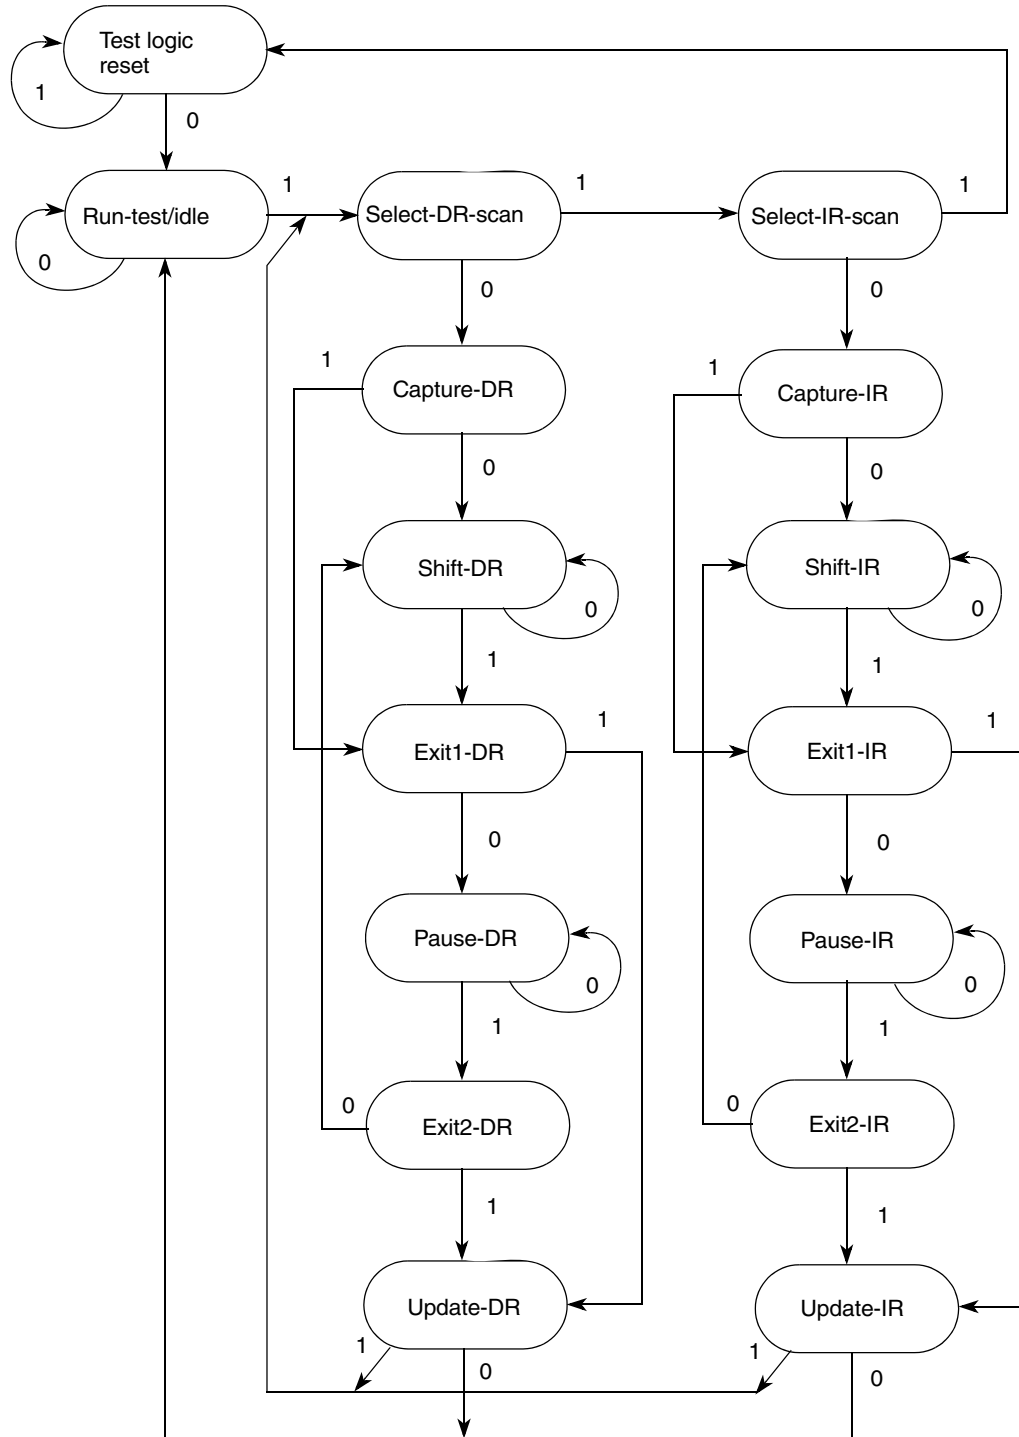 Test logic
reset
1
0
Run-test/idle
0
1
Select-DR-scan
1
Select-IR-scan
1
0
0
1
Capture-DR
0
1
Capture-IR
0
Shift-DR
0
1
Shift-IR
0
1
Exit1-DR
1
0
Exit1-IR
1
0
Pause-DR
0
1
Pause-IR
0
1
0
Exit2-DR
1
0
Exit2-IR
1
Update-DR
1
0
Update-IR
1
0